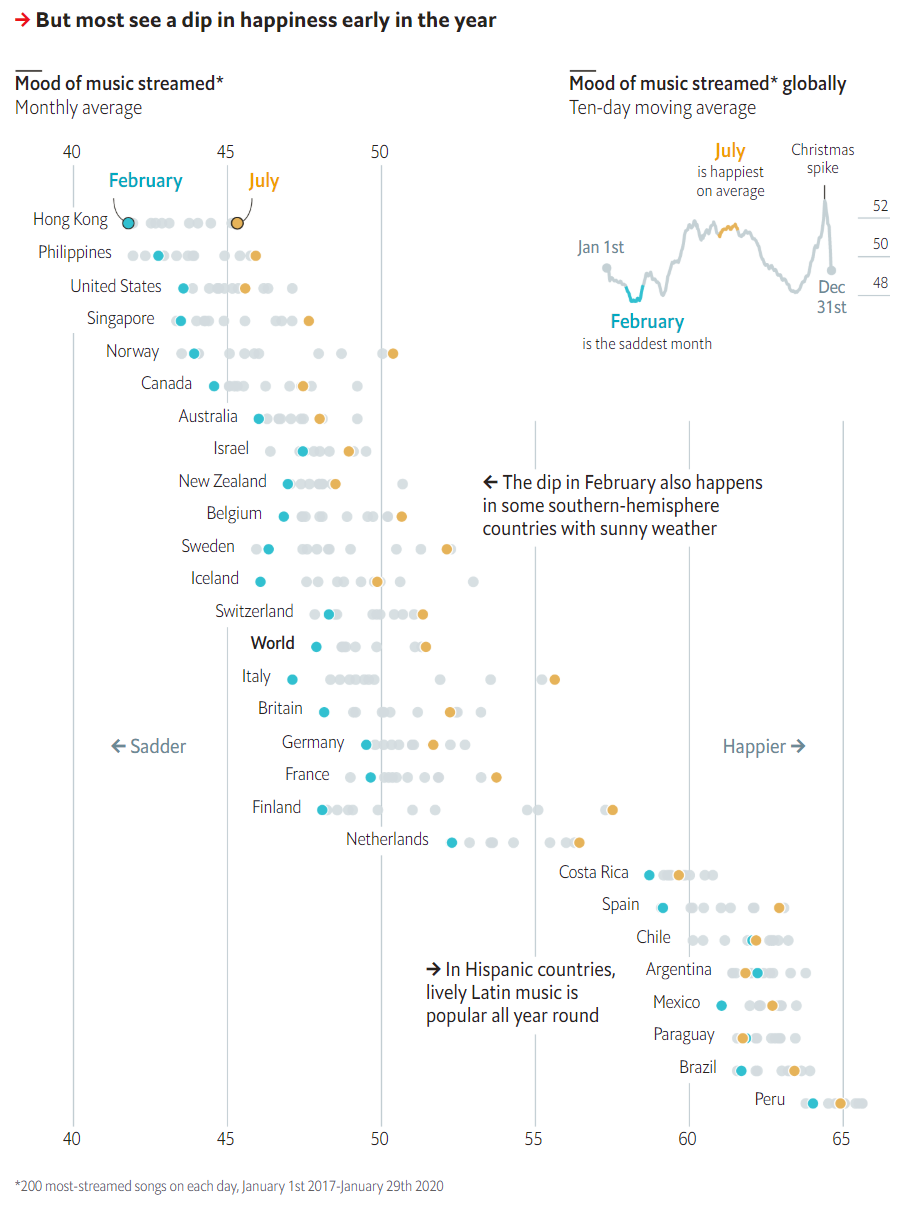 → But most see a dip in happiness early in the year
Mood of music streamed*
Monthly average
Mood of music streamed* globally
Ten-day moving average
40
45
50
February
July
July
is happiest
on average
Christmas
spike
52
50
48
Jan 1st
Dec
31st
February
is the saddest month
Hong Kong
Philippines
United States
Singapore
Norway
Canada
Australia
Israel
New Zealand
← The dip in February also happens
in some southern-hemisphere
countries with sunny weather
Belgium
Sweden
Iceland
Switzerland
World
Italy
Britain
Germany
← Sadder
Happier →
France
Finland
Netherlands
Costa Rica
Spain
Chile
→ In Hispanic countries,
lively Latin music is
popular all year round
Argentina
Mexico
Paraguay
Brazil
Peru
40
45
50
55
60
65
*200 most-streamed songs on each day, January 1st 2017-January 29th 2020